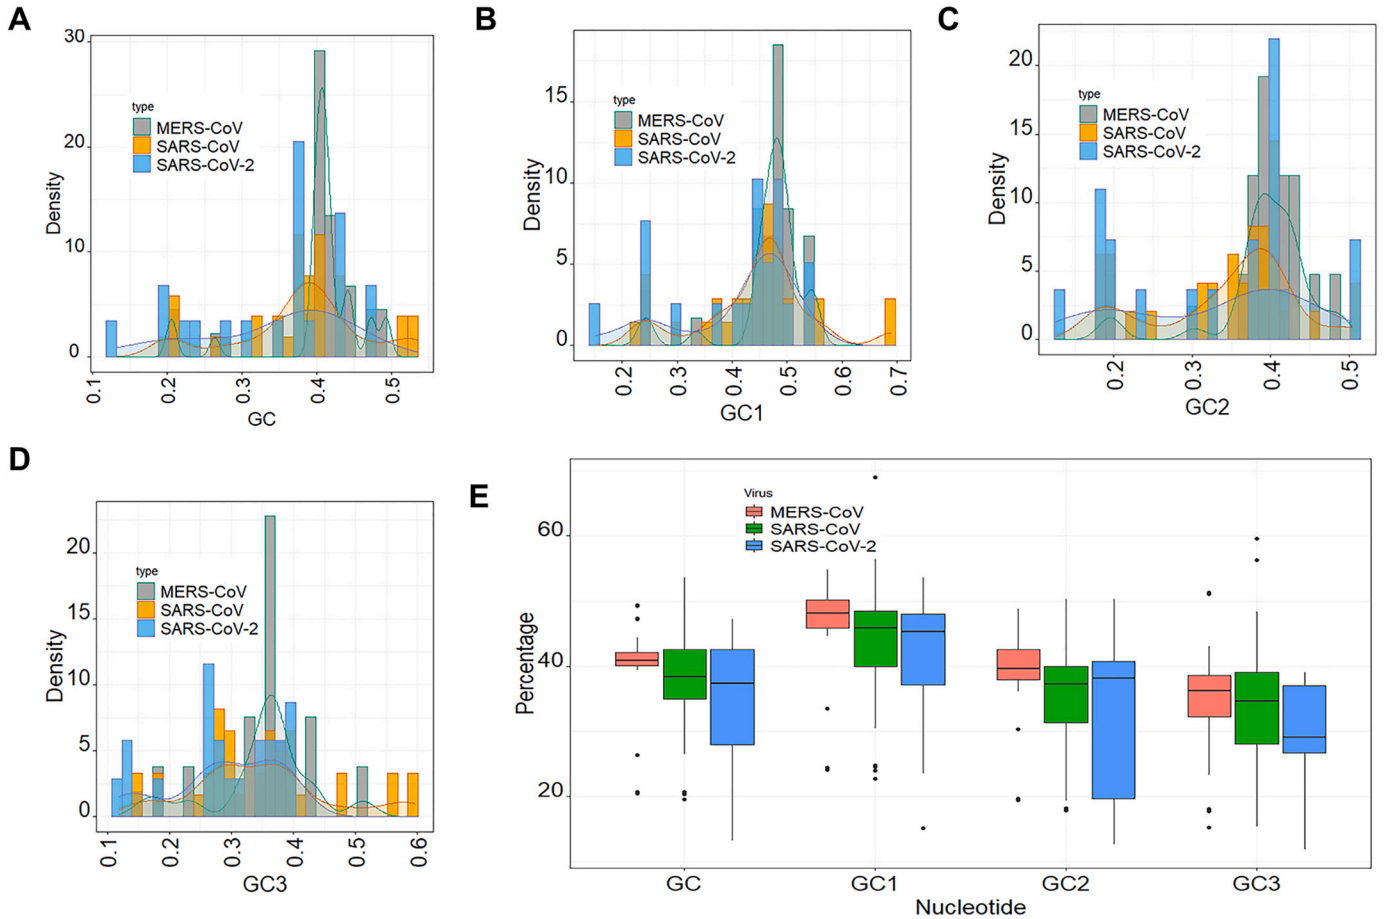 A
30
20
10
0
Density
type
MERS-CoV
SARS-CoV
SARS-CoV-2
0.1 0.2 0.3 0.4 0.5
GC
B
15
10
5
0
Density
type
MERS-CoV
SARS-CoV
SARS-CoV-2
0.2 0.3 0.4 0.5 0.6 0.7
GC1
C
20
15
10
5
0
Density
type
MERS-CoV
SARS-CoV
SARS-CoV-2
0.2 0.3 0.4 0.5
GC2
D
20
15
10
5
0
Density
type
MERS-CoV
SARS-CoV
SARS-CoV-2
0.1 0.2 0.3 0.4 0.5 0.6
GC3
E
60
40
20
Percentage
Virus
MERS-CoV
SARS-CoV
SARS-CoV-2
GC GC1 GC2 GC3
Nucleotide